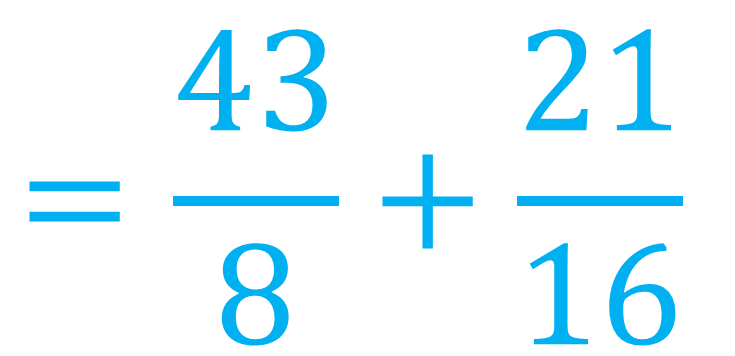 = 43/8 + 21/16